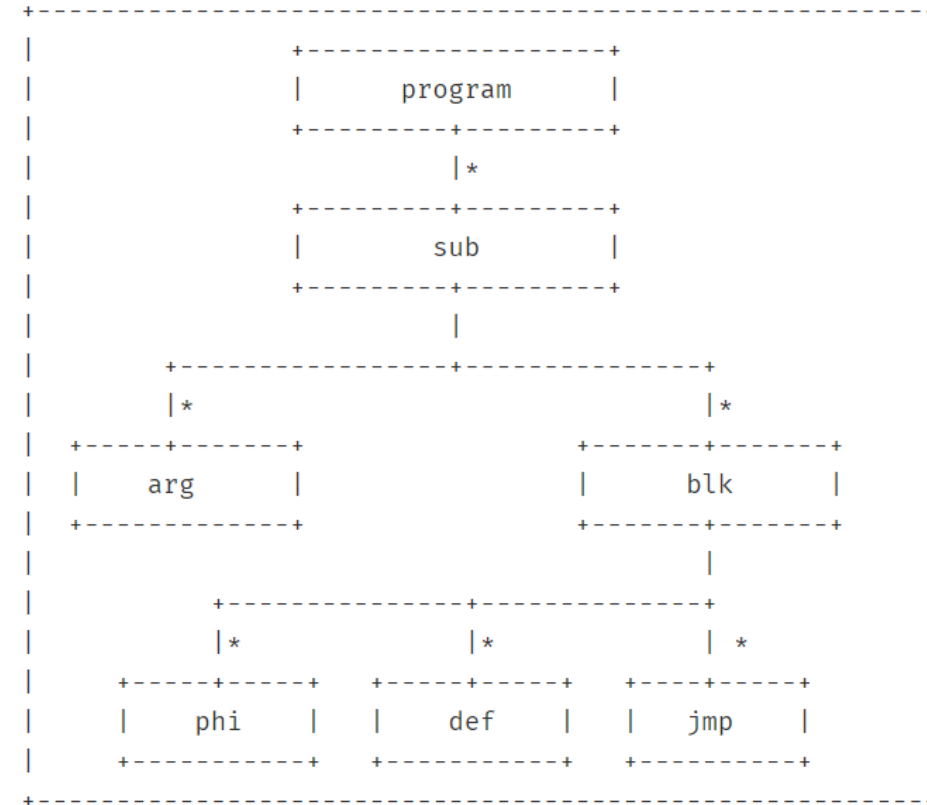 program
*
sub
* *
arg blk
* * *
phi def jmp